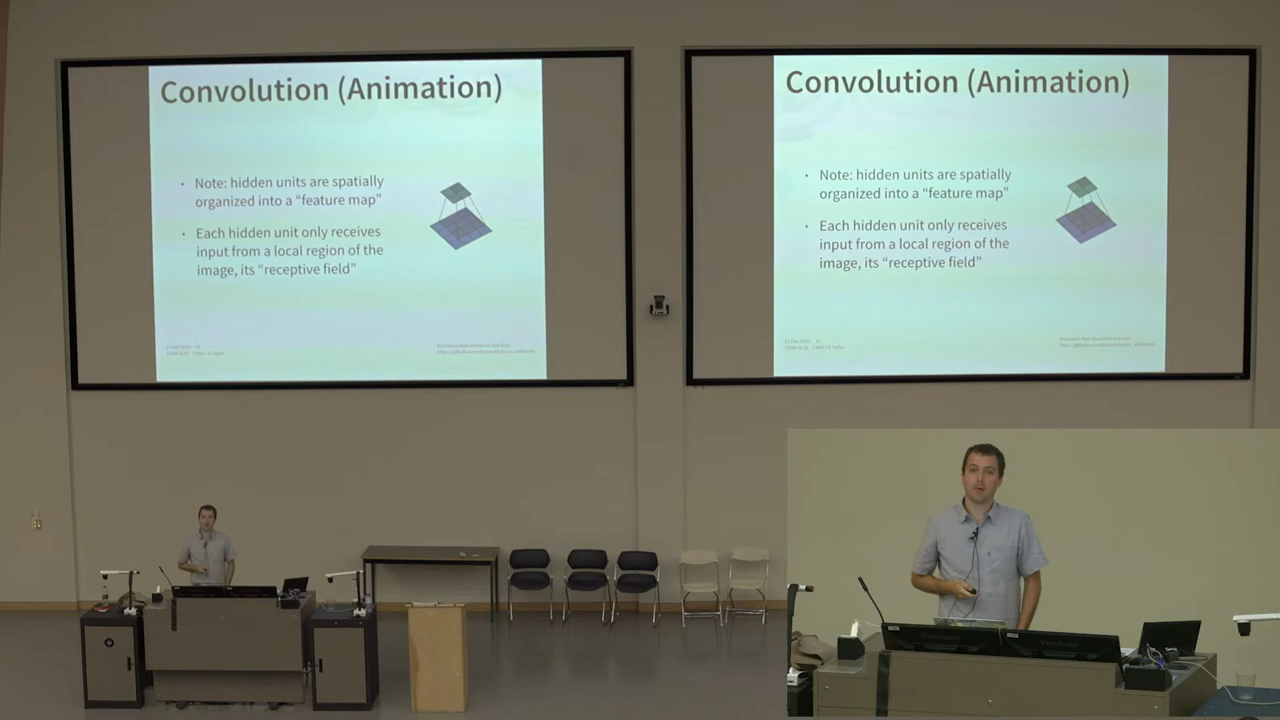 Convolution (Animation)
· Note: hidden units are spatially
organized into a “feature map”
· Each hidden unit only receives
input from a local region of the
image, its “receptive field”
Convolution (Animation)
· Note: hidden units are spatially
organized into a “feature map”
· Each hidden unit only receives
input from a local region of the
image, its “receptive field”